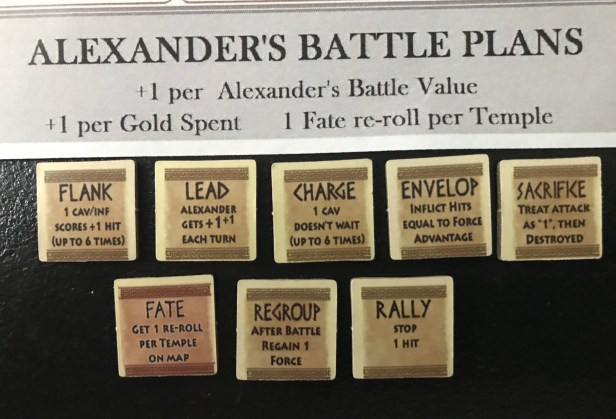 ALEXANDER'S BATTLE PLANS
+1 per Alexander's Battle Value
+1 per Gold Spent 1 Fate re-roll per Temple
FLANK
1 CAV/INF
SCORES +1 HIT
(UP TO 6 TIMES)
LEAD
ALEXANDER
GETS +1+1
EACH TURN
CHARGE
1 CAV
DOESN'T WAIT
(UP TO 6 TIMES)
ENVELOP
INFLICT HITS
EQUAL TO FORCE
ADVANTAGE
SACRIFICE
TREAT ATTACK
AS "1", THEN
DESTROYED
FATE
GET 1 RE-ROLL
PER TEMPLE
ON MAP
REGROUP
AFTER BATTLE
REGAIN 1
FORCE
RALLY
STOP
1 HIT